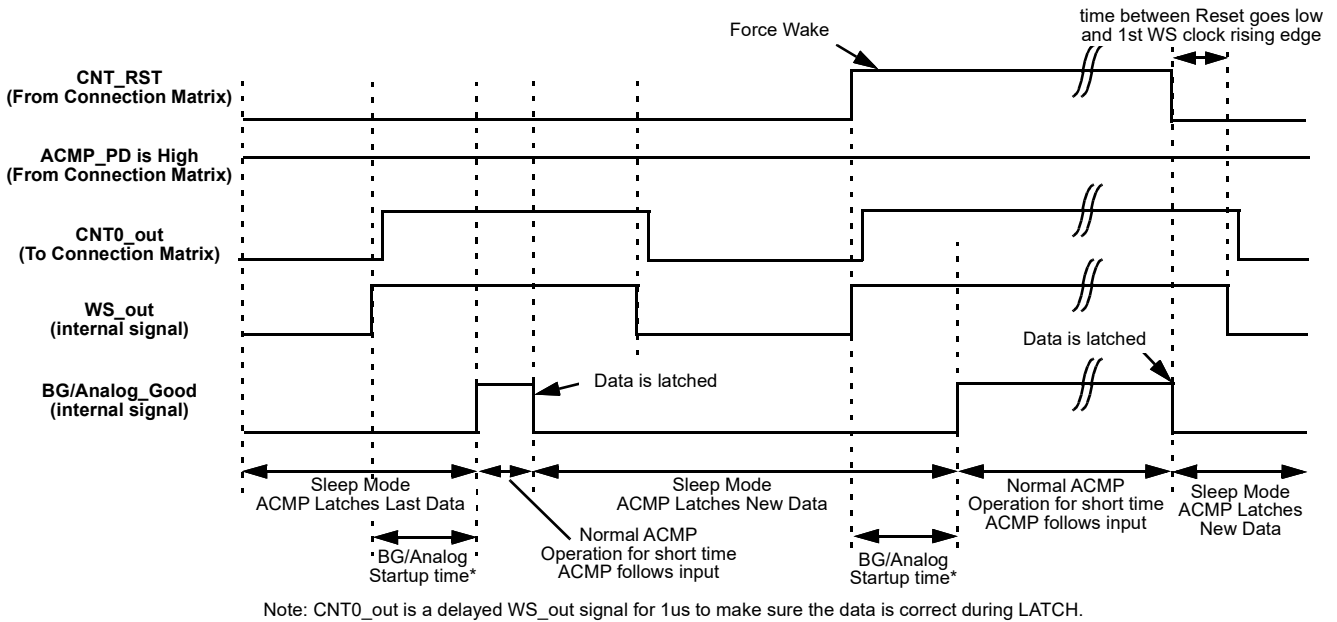 time between Reset goes low
and 1st WS clock rising edge
Force Wake
CNT_RST
(From Connection Matrix)
ACMP_PD is High
(From Connection Matrix)
CNT0_out
(To Connection Matrix)
WS_out
(internal signal)
Data is latched
BG/Analog_Good
(internal signal)
Data is latched
Sleep Mode
ACMP Latches Last Data
Sleep Mode
ACMP Latches New Data
Normal ACMP
Operation for short time
ACMP follows input
Sleep Mode
ACMP Latches
New Data
BG/Analog
Startup time*
Normal ACMP
Operation for short time
ACMP follows input
BG/Analog
Startup time*
Note: CNT0_out is a delayed WS_out signal for 1us to make sure the data is correct during LATCH.